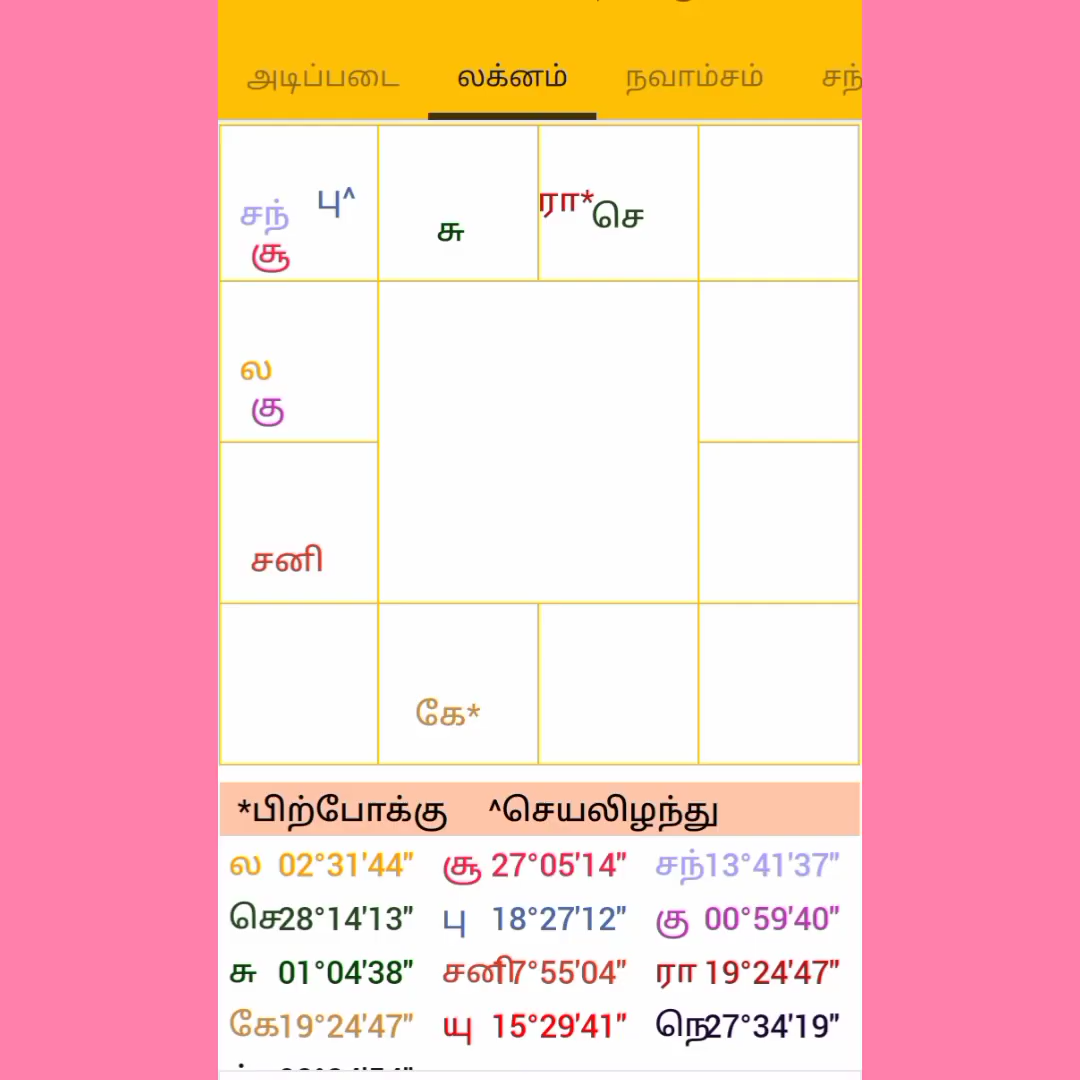 அடிப்படை லக்னம் நவாம்சம் சந்
சந் பு^ சு ரா* செ
சூ
ல
கு
சனி
கே*
*பிற்போக்கு ^செயலிழந்து
ல 02°31'44" சூ 27°05'14" சந் 13°41'37"
செ 28°14'13" பு 18°27'12" கு 00°59'40"
சு 01°04'38" சனி 17°55'04" ரா 19°24'47"
கே 19°24'47" யு 15°29'41" நெ 27°34'19"